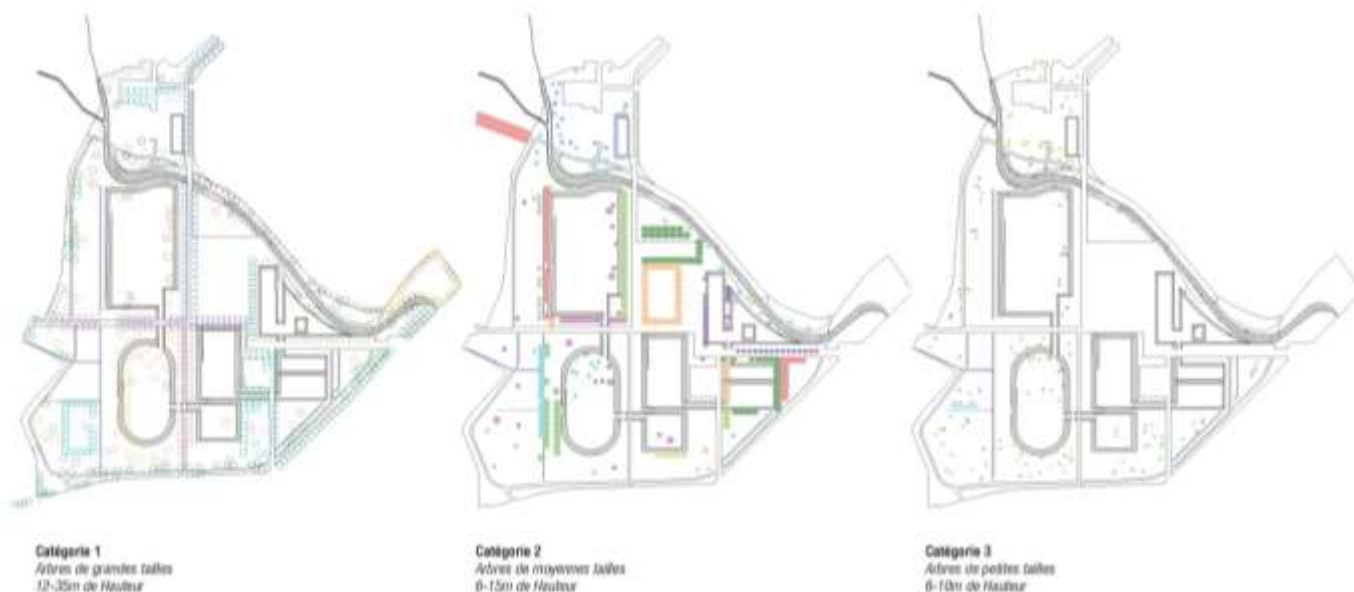 Catégorie 1
Arbres de grandes tailles
12-35m de Hauteur
Catégorie 2
Arbres de moyennes tailles
6-15m de Hauteur
Catégorie 3
Arbres de petites tailles
6-10m de Hauteur